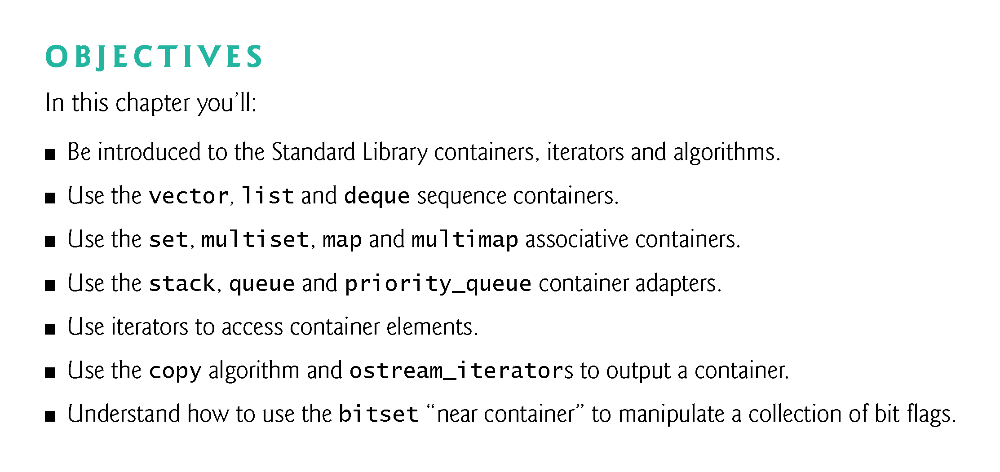 OBJECTIVES
In this chapter you’ll:
■ Be introduced to the Standard Library containers, iterators and algorithms.
■ Use the vector, list and deque sequence containers.
■ Use the set, multiset, map and multimap associative containers.
■ Use the stack, queue and priority_queue container adapters.
■ Use iterators to access container elements.
■ Use the copy algorithm and ostream_iterators to output a container.
■ Understand how to use the bitset “near container” to manipulate a collection of bit flags.